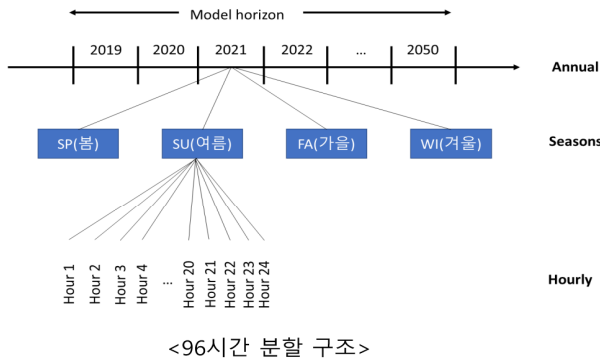 Model horizon
2019 2020 2021 2022 ... 2050
Annual
SP(봄) SU(여름) FA(가을) WI(겨울)
Seasons
Hour 1 Hour 2 Hour 3 Hour 4 ... Hour 20 Hour 21 Hour 22 Hour 23 Hour 24
Hourly
<96시간 분할 구조>